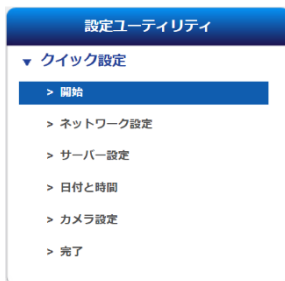 設定ユーティリティ
▼ クイック設定
> 開始
> ネットワーク設定
> サーバー設定
> 日付と時間
> カメラ設定
> 完了